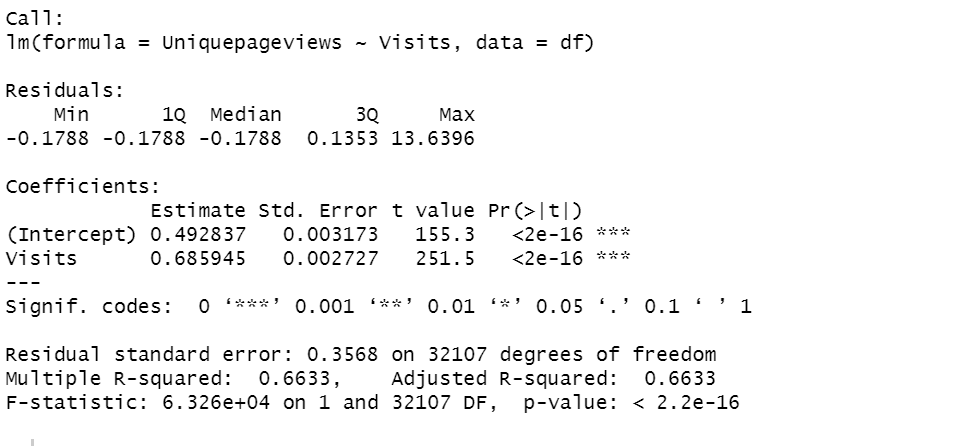 Call:
lm(formula = Uniquepageviews ~ Visits, data = df)
Residuals:
Min 1Q Median 3Q Max
-0.1788 -0.1788 -0.1788 0.1353 13.6396
Coefficients:
Estimate Std. Error t value Pr(>|t|)
(Intercept) 0.492837 0.003173 155.3 <2e-16 ***
Visits 0.685945 0.002727 251.5 <2e-16 ***
---
Signif. codes: 0 ‘***’ 0.001 ‘**’ 0.01 ‘*’ 0.05 ‘.’ 0.1 ‘ ’ 1
Residual standard error: 0.3568 on 32107 degrees of freedom
Multiple R-squared: 0.6633, Adjusted R-squared: 0.6633
F-statistic: 6.326e+04 on 1 and 32107 DF, p-value: < 2.2e-16